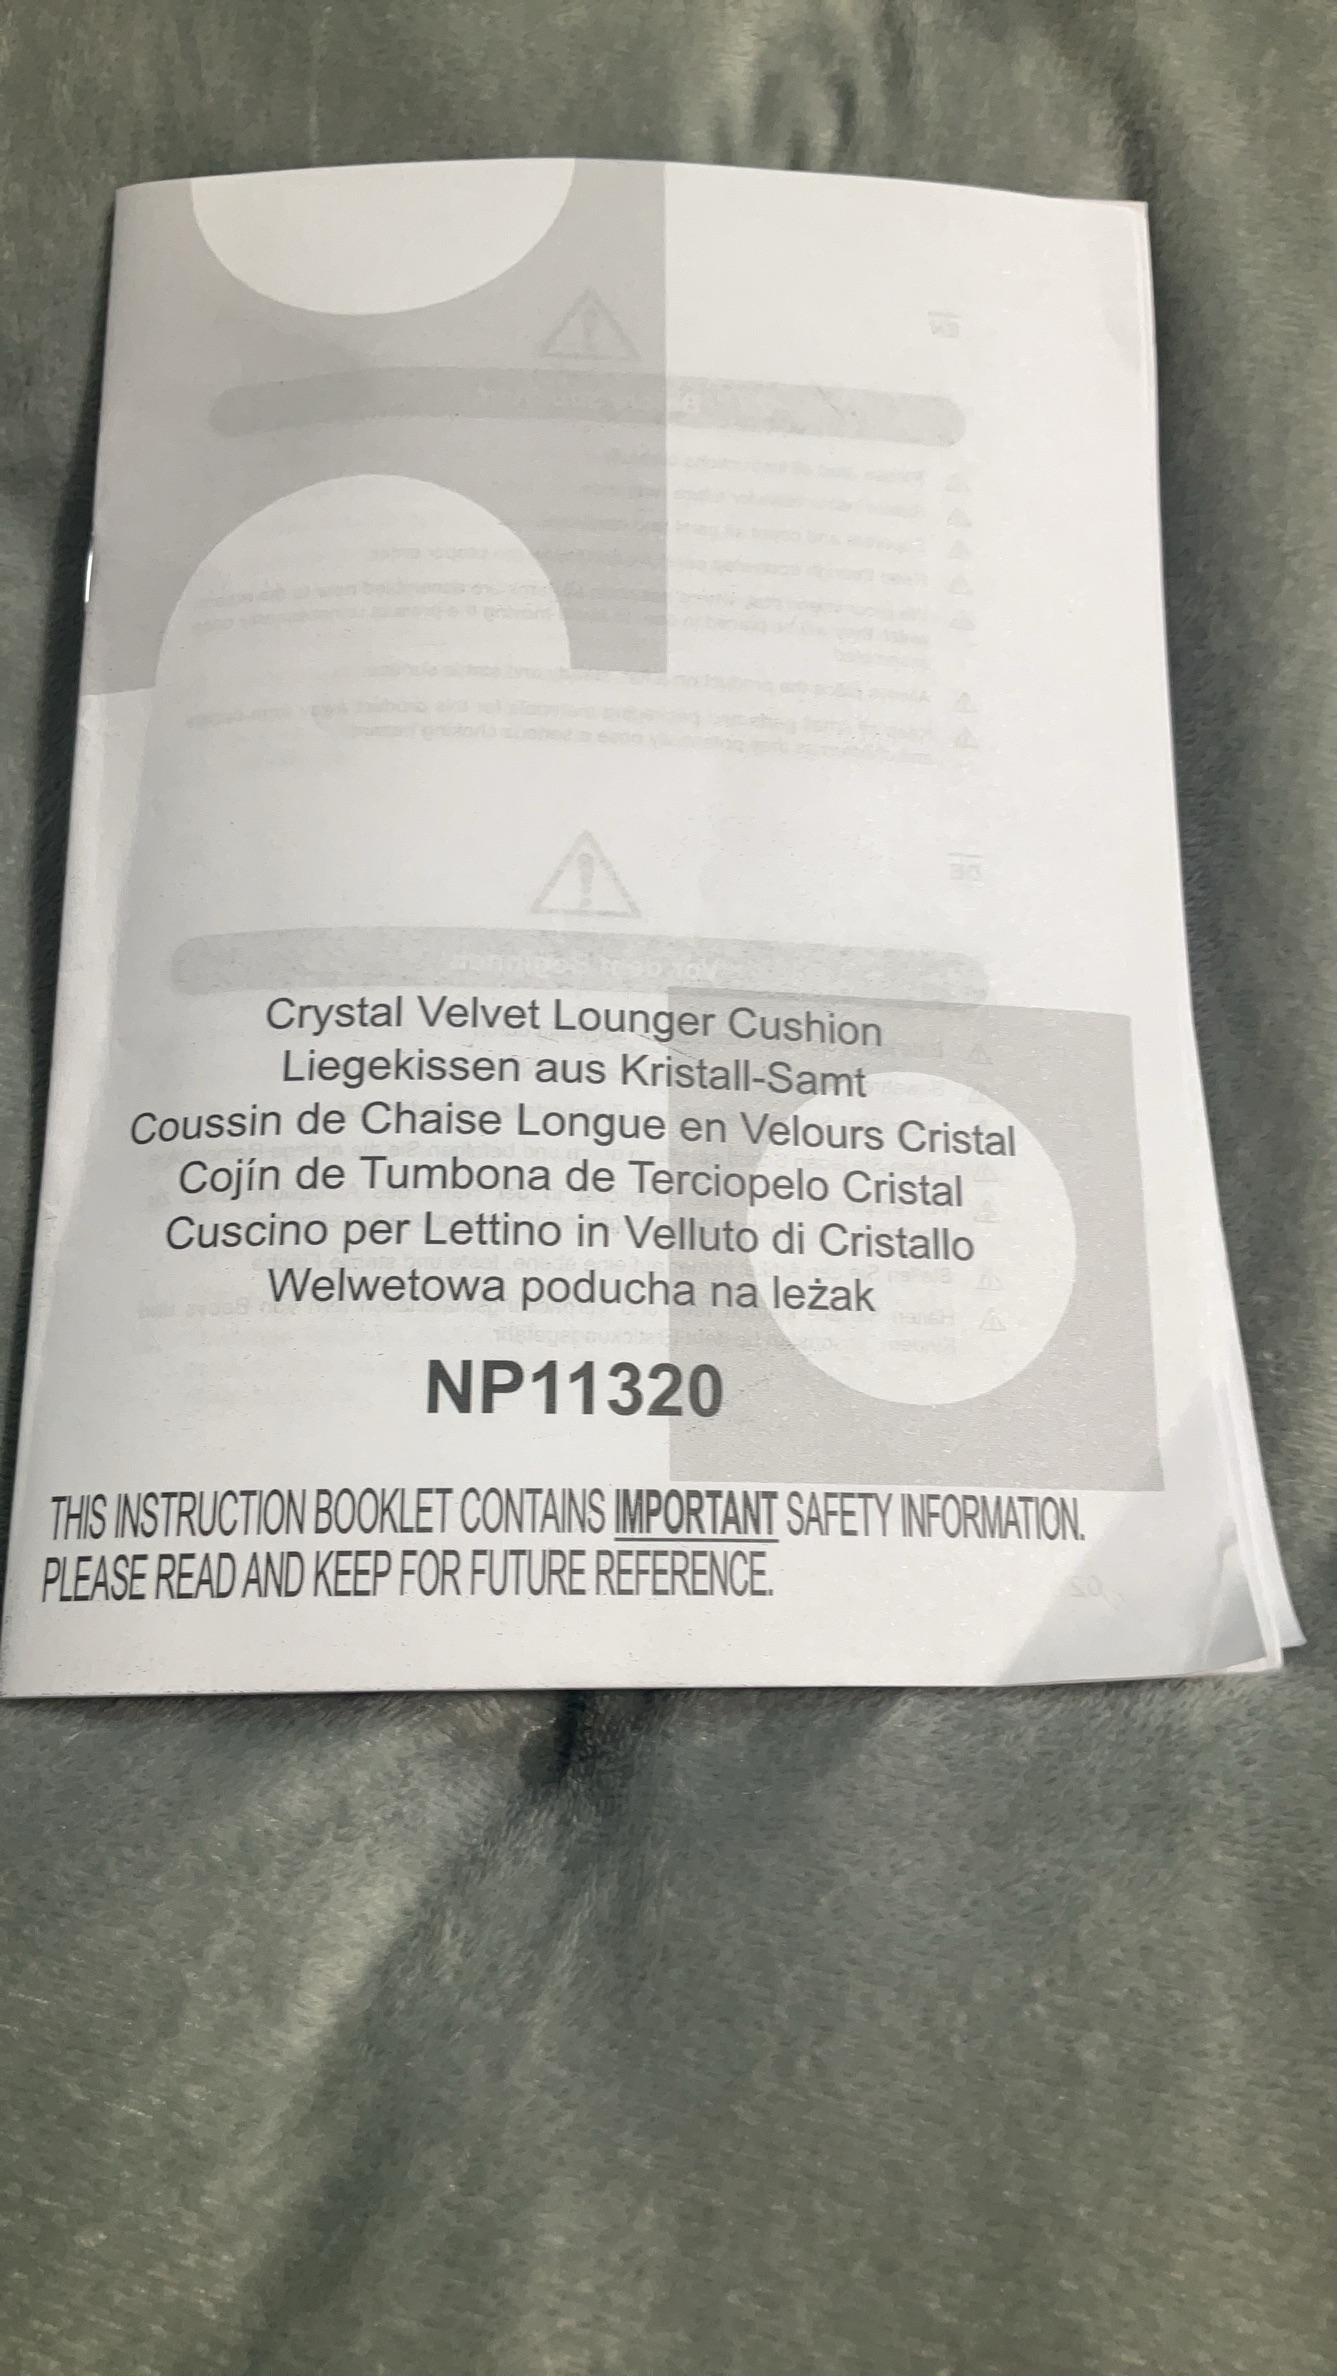 Crystal Velvet Lounger Cushion
Liegekissen aus Kristall-Samt
Coussin de Chaise Longue en Velours Cristal
Cojín de Tumbona de Terciopelo Cristal
Cuscino per Lettino in Velluto di Cristallo
Welwetowa poducha na leżak
NP11320
THIS INSTRUCTION BOOKLET CONTAINS IMPORTANT SAFETY INFORMATION.
PLEASE READ AND KEEP FOR FUTURE REFERENCE.